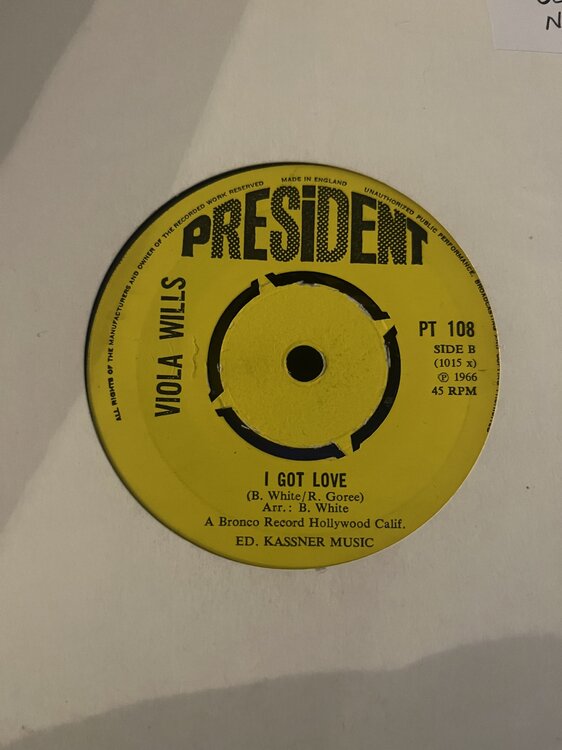 ALL RIGHTS OF THE MANUFACTURERS AND OWNER OF THE RECORDED WORK RESERVED
MADE IN ENGLAND
UNAUTHORIZED PUBLIC PERFORMANCE, BROADCASTING
PRESiDENT
VIOLA WILLS
PT 108
SIDE B
(1015 x)
℗ 1966
45 RPM
I GOT LOVE
(B. White/R. Goree)
Arr.: B. White
A Bronco Record Hollywood Calif.
ED. KASSNER MUSIC